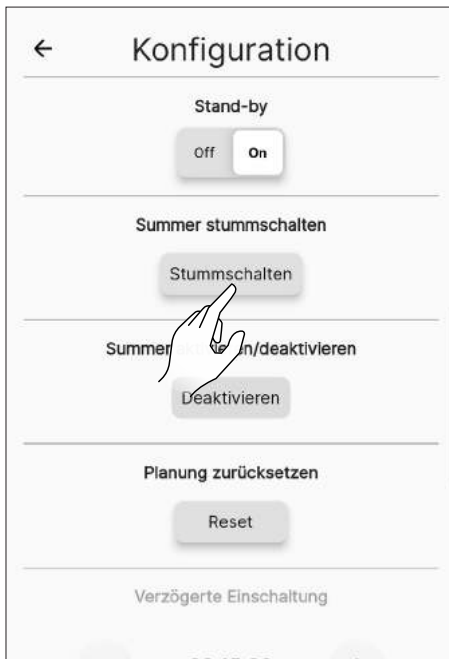 ← Konfiguration
Stand-by
Off On
Summer stummschalten
Stummschalten
Summer /deaktivieren
Deaktivieren
Planung zurücksetzen
Reset
Verzögerte Einschaltung